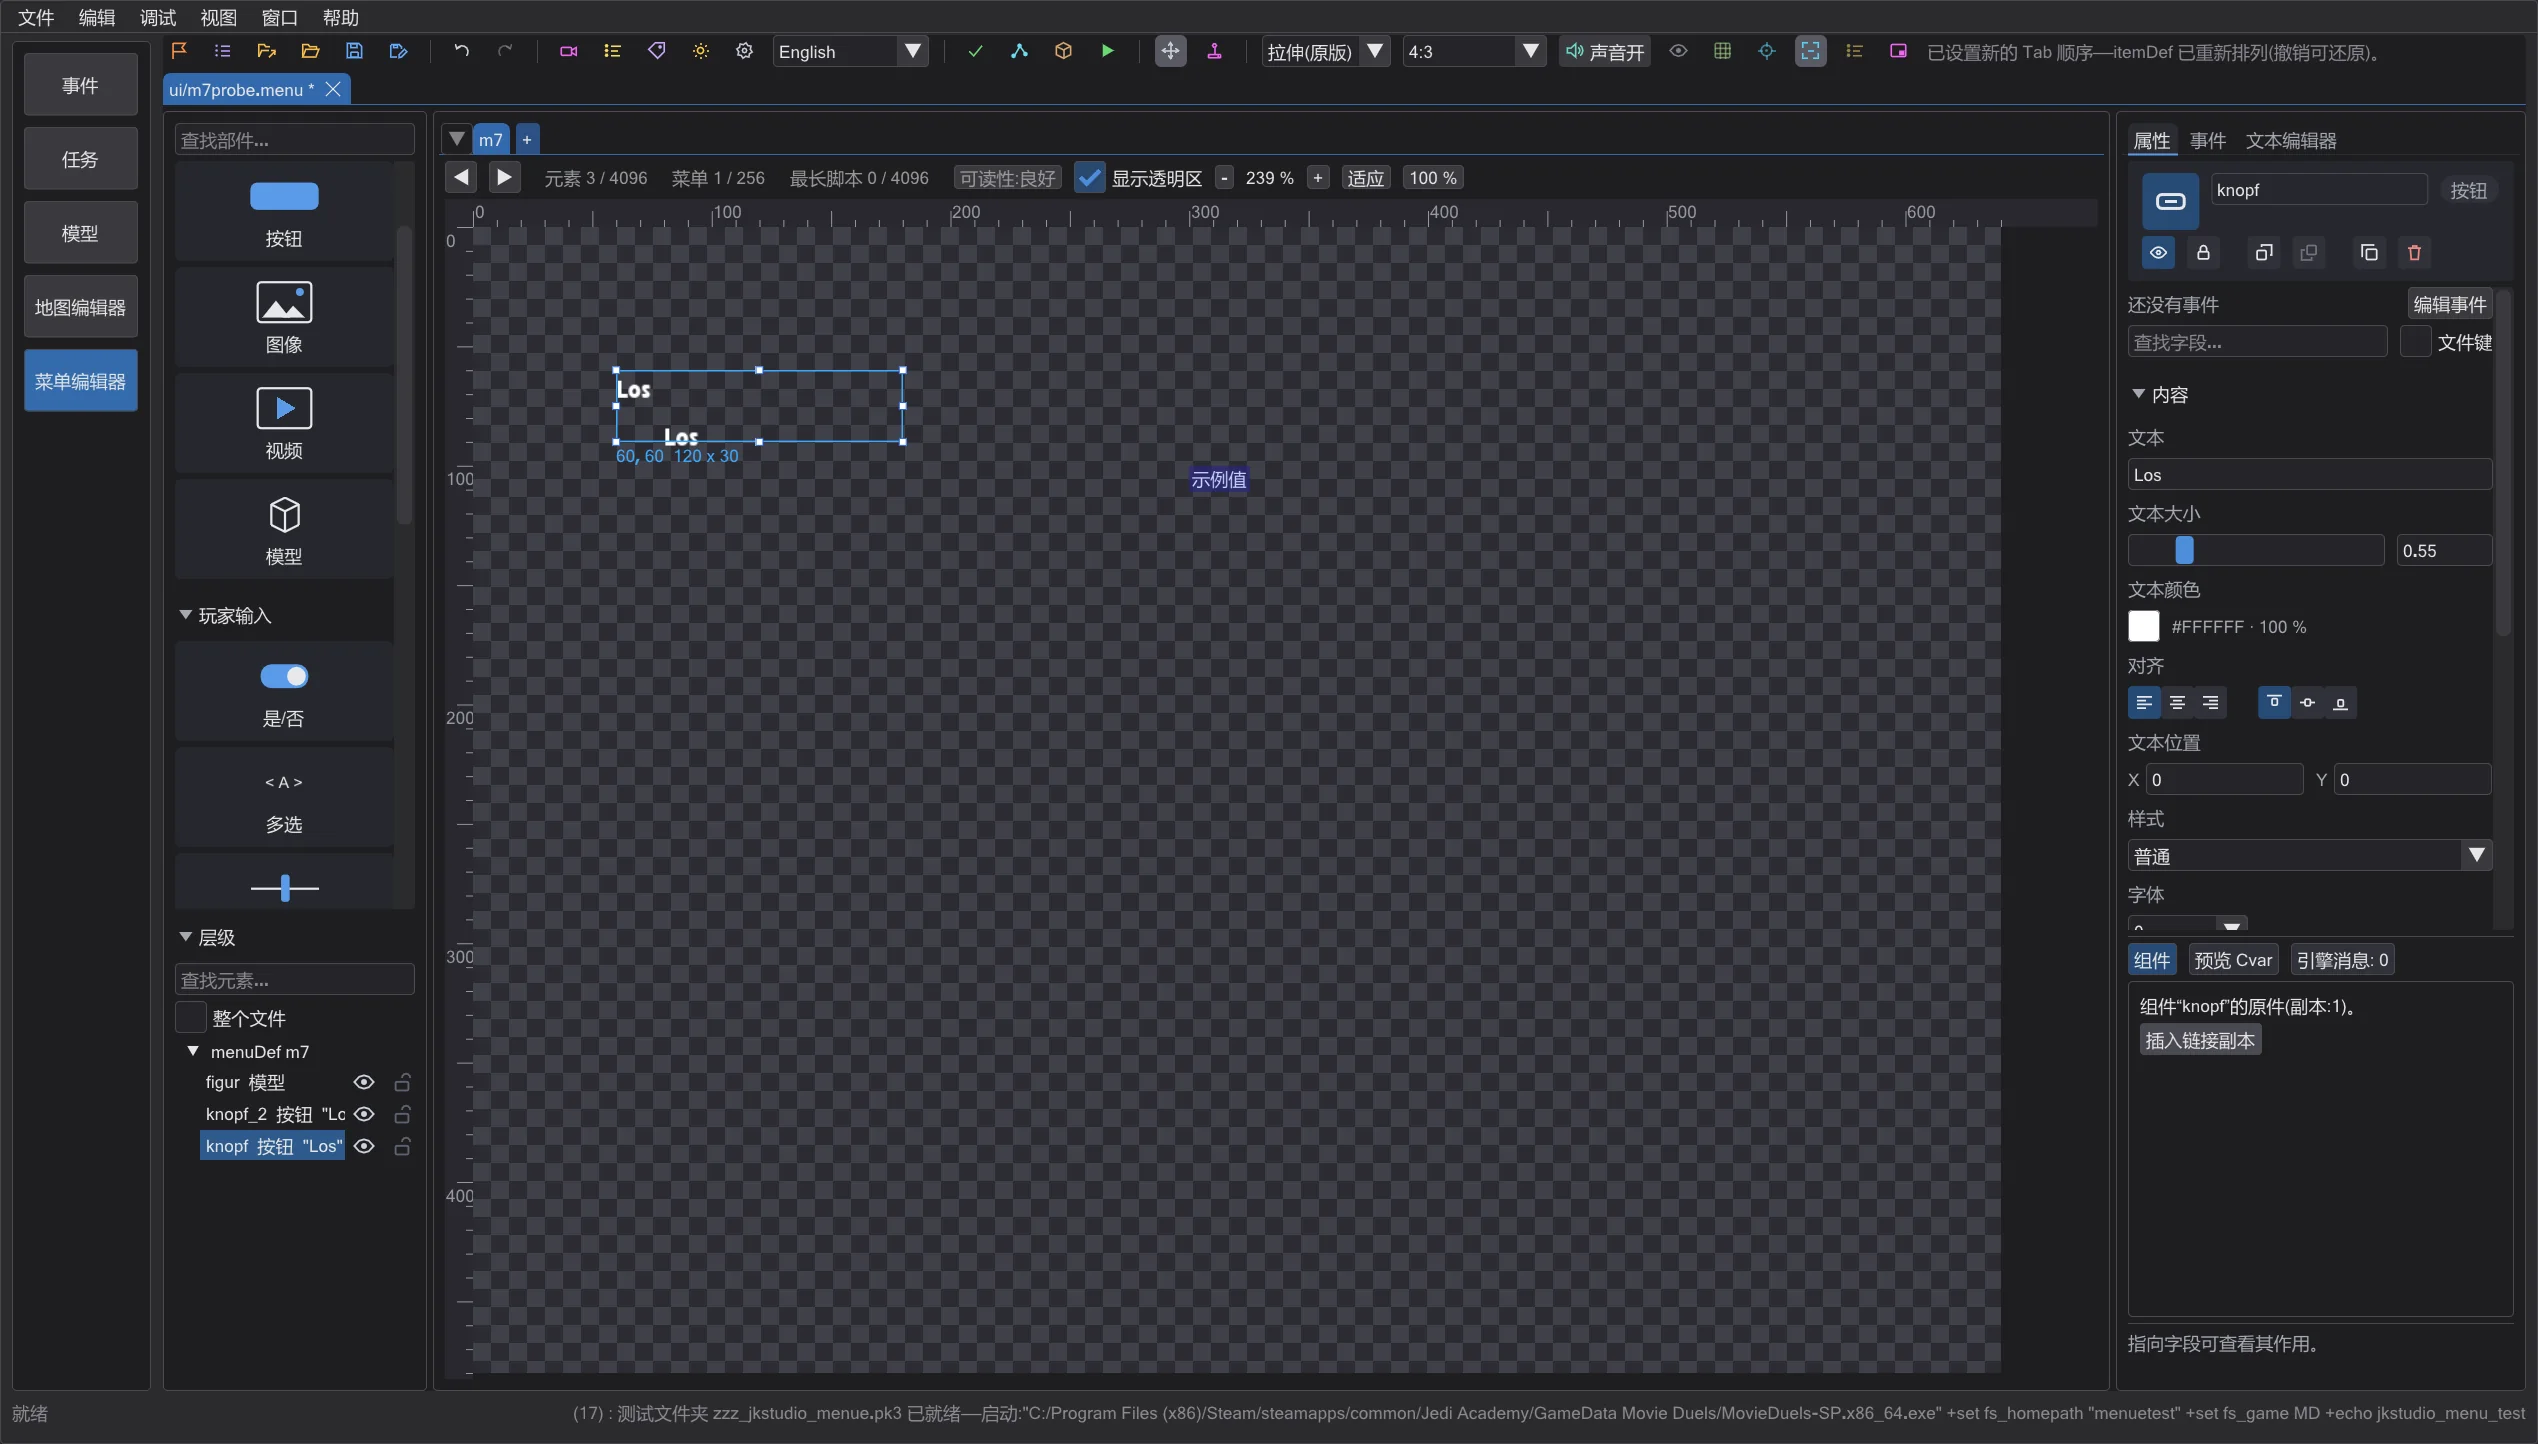 文件 编辑 调试 视图 窗口 帮助
English
拉伸(原版)
4:3
声音开
已设置新的 Tab 顺序—itemDef 已重新排列(撤销可还原)。
ui/m7probe.menu *
事件
任务
模型
地图编辑器
菜单编辑器
查找部件...
按钮
图像
视频
模型
玩家输入
是/否
< A >
多选
层级
查找元素...
整个文件
menuDef m7
figur 模型
knopf_2 按钮 "Lo
knopf 按钮 "Los"
m7 +
元素 3 / 4096 菜单 1 / 256 最长脚本 0 / 4096 可读性:良好 显示透明区 - 239 % + 适应 100 %
0 100 200 300 400 500 600
0
100
200
300
400
Los
Los
60, 60 120 x 30
示例值
属性 事件 文本编辑器
knopf 按钮
还没有事件 编辑事件
查找字段... 文件键
内容
文本
Los
文本大小
0.55
文本颜色
#FFFFFF · 100 %
对齐
文本位置
X 0 Y 0
样式
普通
字体
组件 预览 Cvar 引擎消息: 0
组件“knopf”的原件(副本:1)。
插入链接副本
指向字段可查看其作用。
就绪
(17) : 测试文件夹 zzz_jkstudio_menue.pk3 已就绪—启动:"C:/Program Files (x86)/Steam/steamapps/common/Jedi Academy/GameData Movie Duels/MovieDuels-SP.x86_64.exe" +set fs_homepath "menuetest" +set fs_game MD +echo jkstudio_menu_test